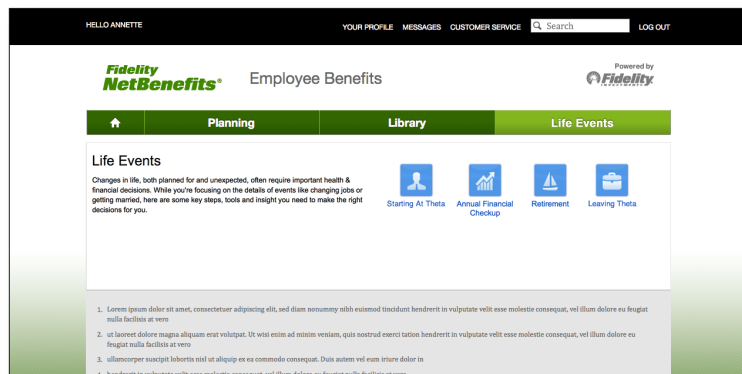 HELLO ANNETTE
YOUR PROFILE MESSAGES CUSTOMER SERVICE Search LOG OUT
Fidelity
NetBenefits®
Employee Benefits
Powered by
Fidelity
INVESTMENTS
Planning Library Life Events
Life Events
Changes in life, both planned for and unexpected, often require important health &
financial decisions. While you're focusing on the details of events like changing jobs or
getting married, here are some key steps, tools and insight you need to make the right
decisions for you.
Starting At Theta
Annual Financial
Checkup
Retirement
Leaving Theta
1. Lorem ipsum dolor sit amet, consectetuer adipiscing elit, sed diam nonummy nibh euismod tincidunt hendrerit in vulputate velit esse molestie consequat, vel illum dolore eu feugiat
nulla facilisis at vero
2. ut laoreet dolore magna aliquam erat volutpat. Ut wisi enim ad minim veniam, quis nostrud exerci tation hendrerit in vulputate velit esse molestie consequat, vel illum dolore eu
feugiat nulla facilisis at vero
3. ullamcorper suscipit lobortis nisl ut aliquip ex ea commodo consequat. Duis autem vel eum iriure dolor in